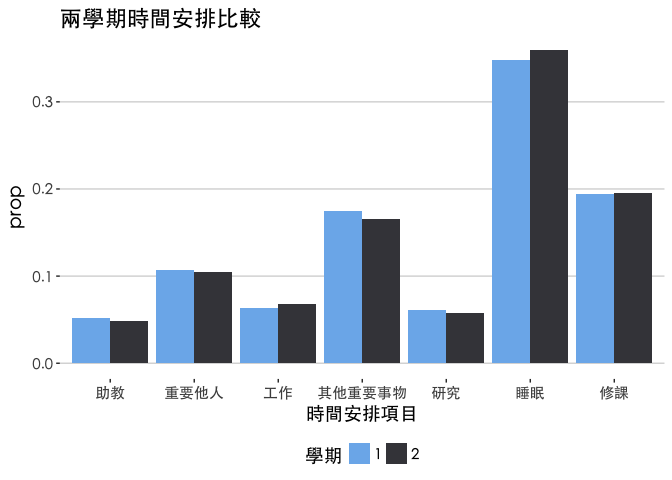 兩學期時間安排比較
prop
0.3
0.2
0.1
0.0
助教 重要他人 工作 其他重要事物 研究 睡眠 修課
時間安排項目
學期 1 2